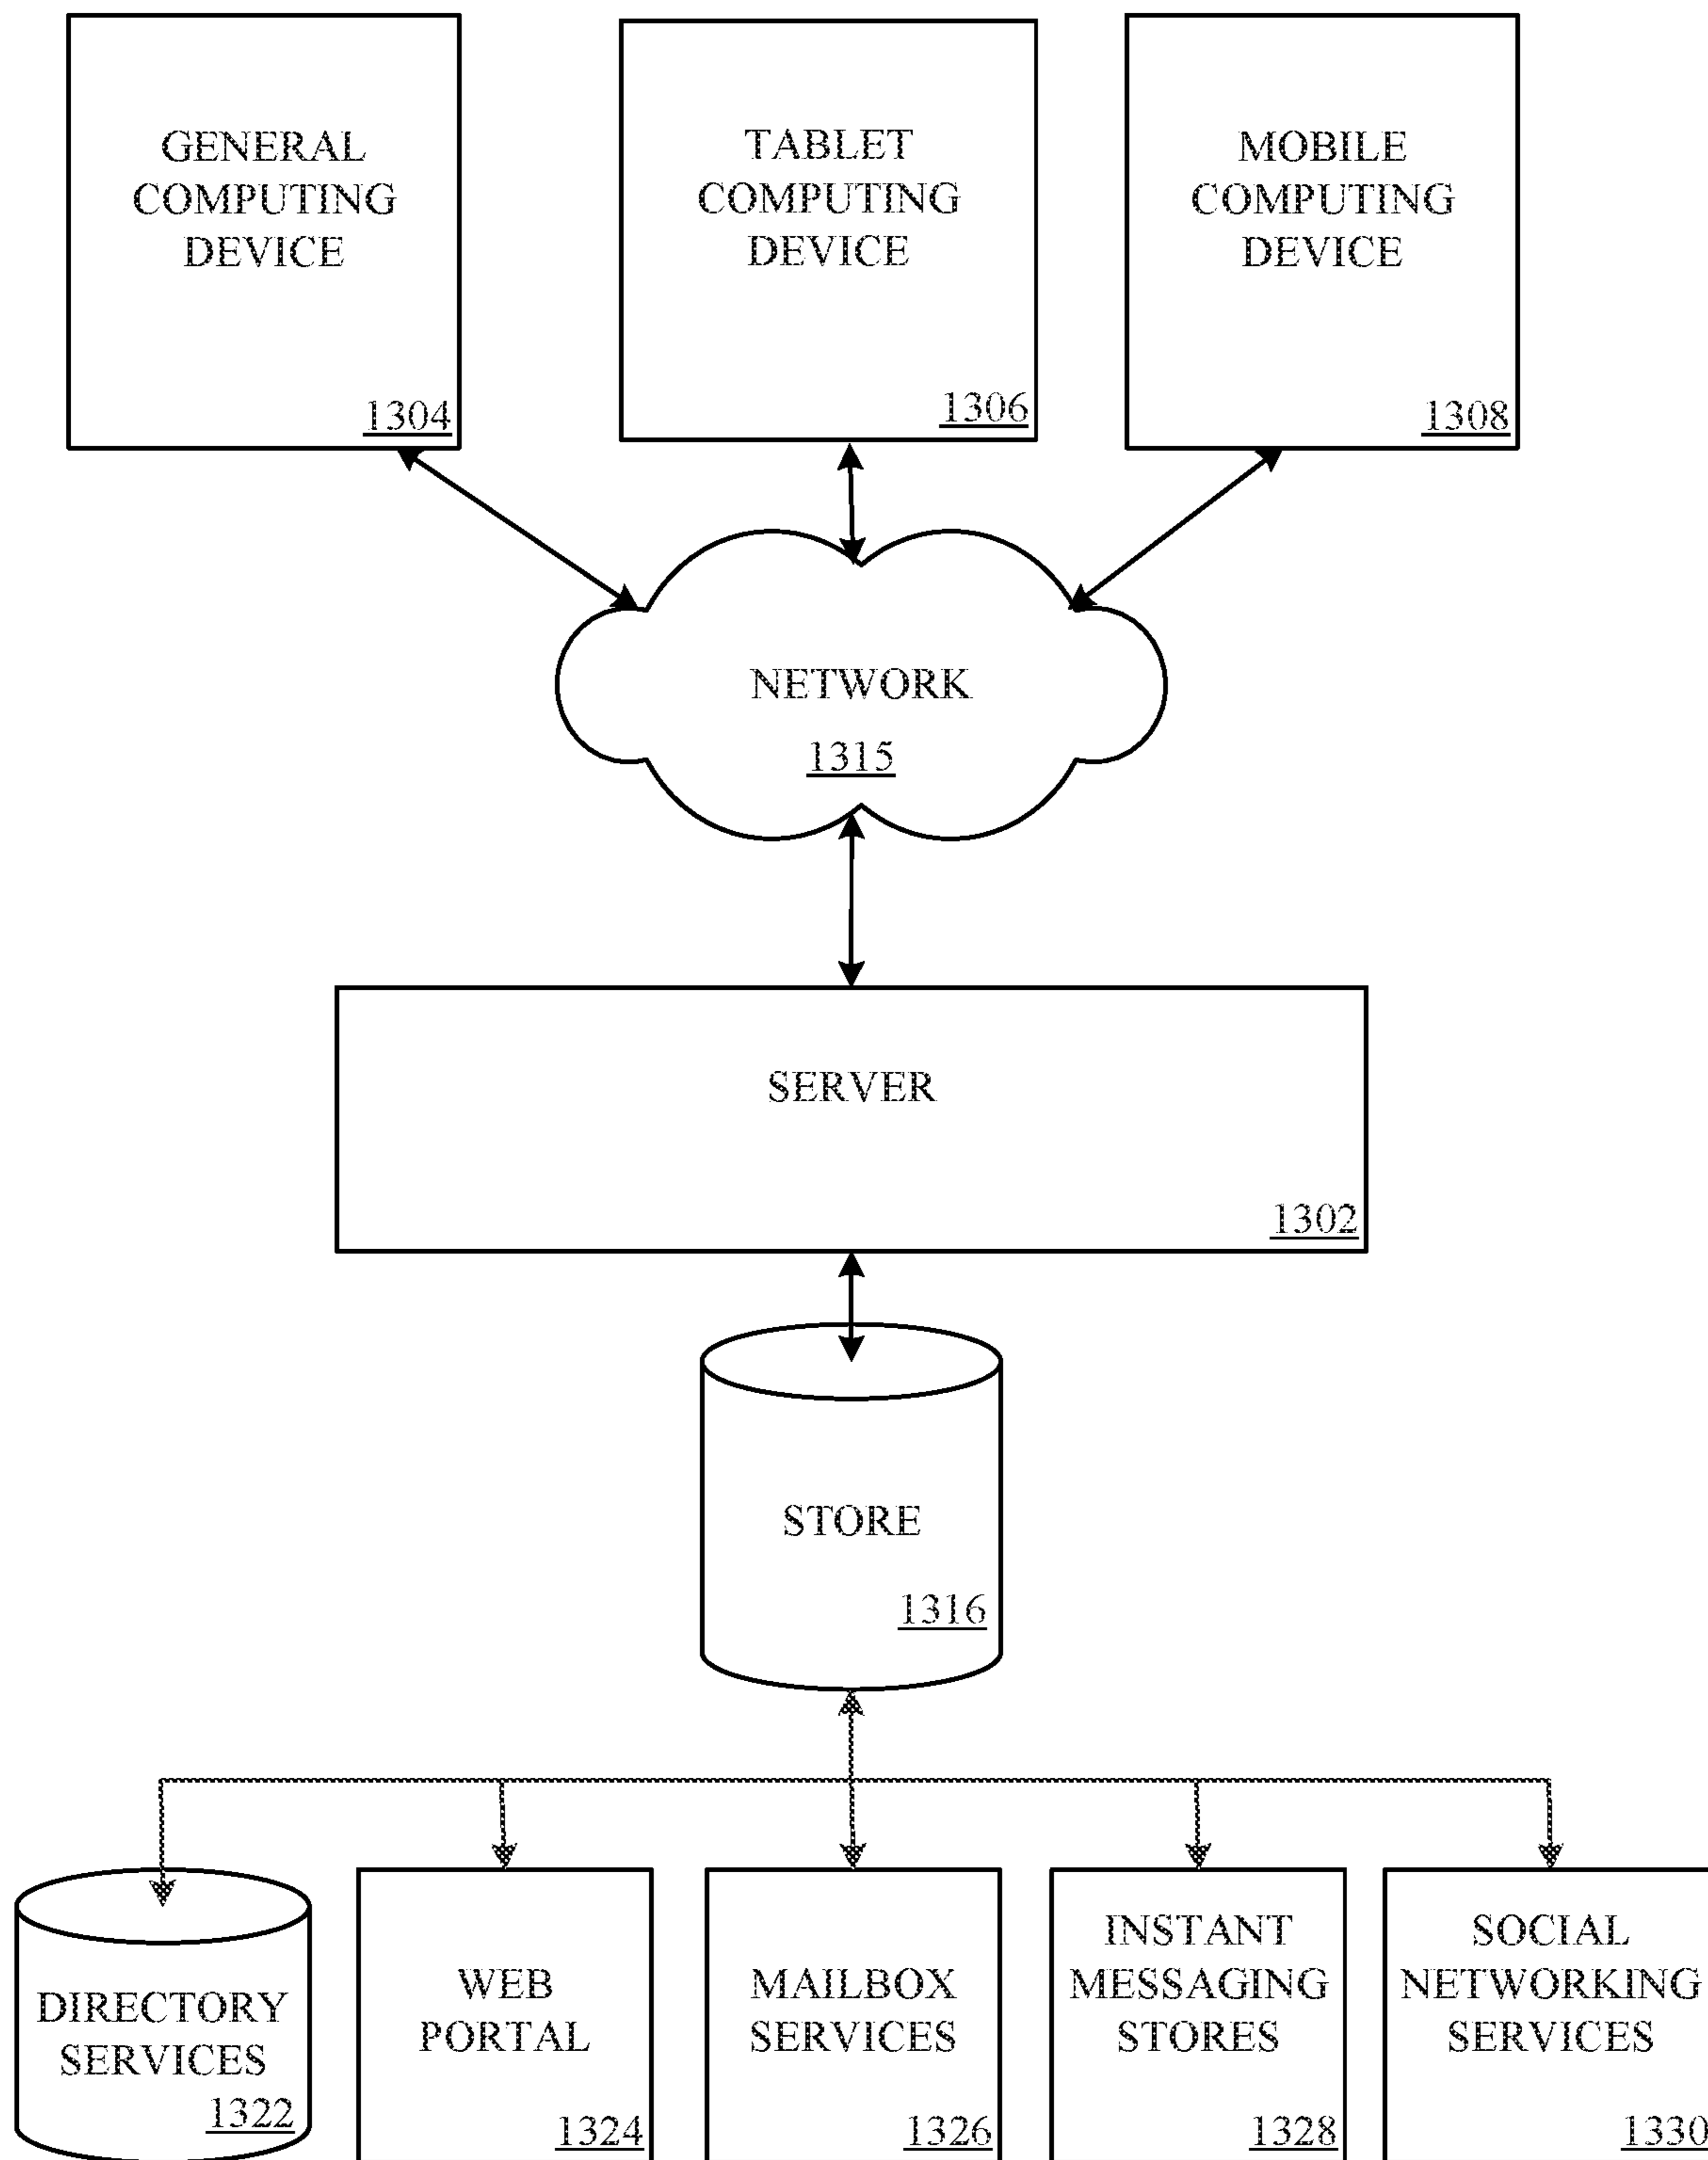 GENERAL
COMPUTING
DEVICE
1304
TABLET
COMPUTING
DEVICE
1306
MOBILE
COMPUTING
DEVICE
1308
NETWORK
1315
SERVER
1302
STORE
1316
DIRECTORY
SERVICES
1322
WEB
PORTAL
1324
MAILBOX
SERVICES
1326
INSTANT
MESSAGING
STORES
1328
SOCIAL
NETWORKING
SERVICES
1330